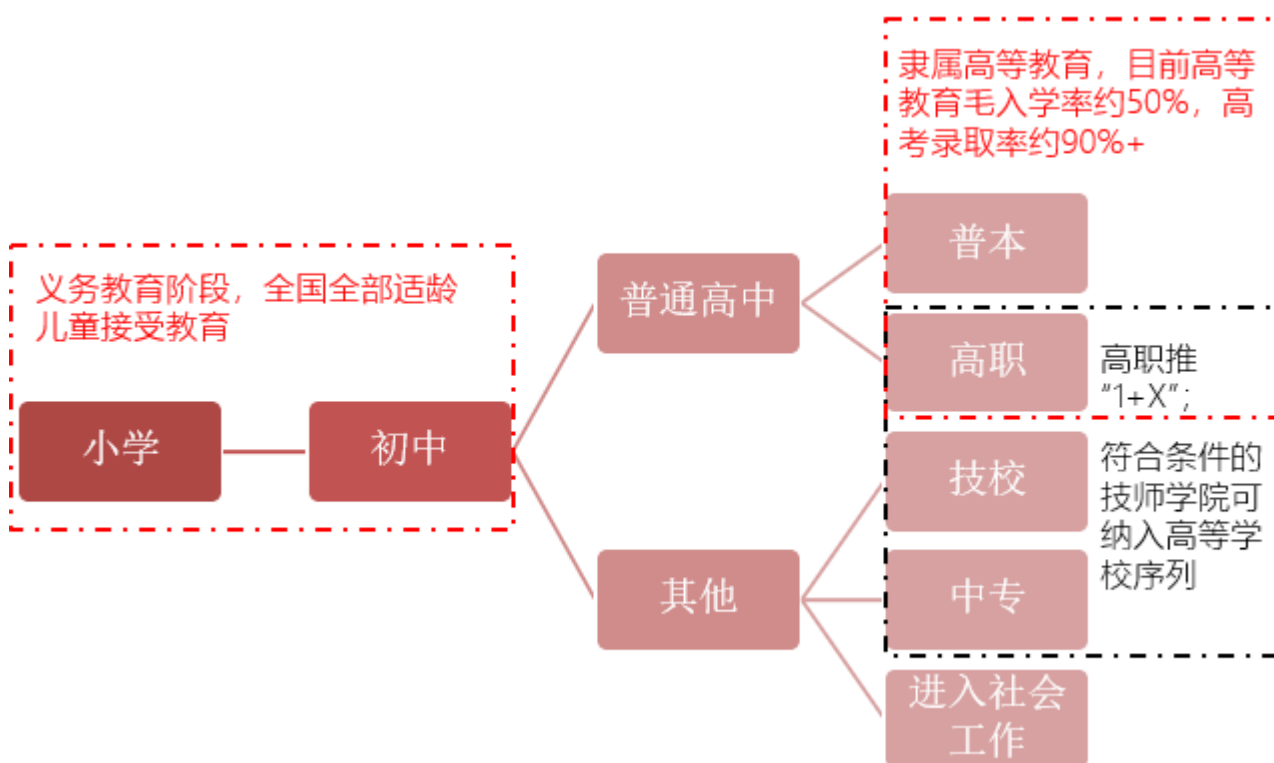 隶属高等教育，目前高等
教育毛入学率约50%，高
考录取率约90%+
义务教育阶段，全国全部适龄
儿童接受教育
小学
初中
普通高中
其他
普本
高职
技校
中专
进入社会
工作
高职推
"1+X"；
符合条件的
技师学院可
纳入高等学
校序列